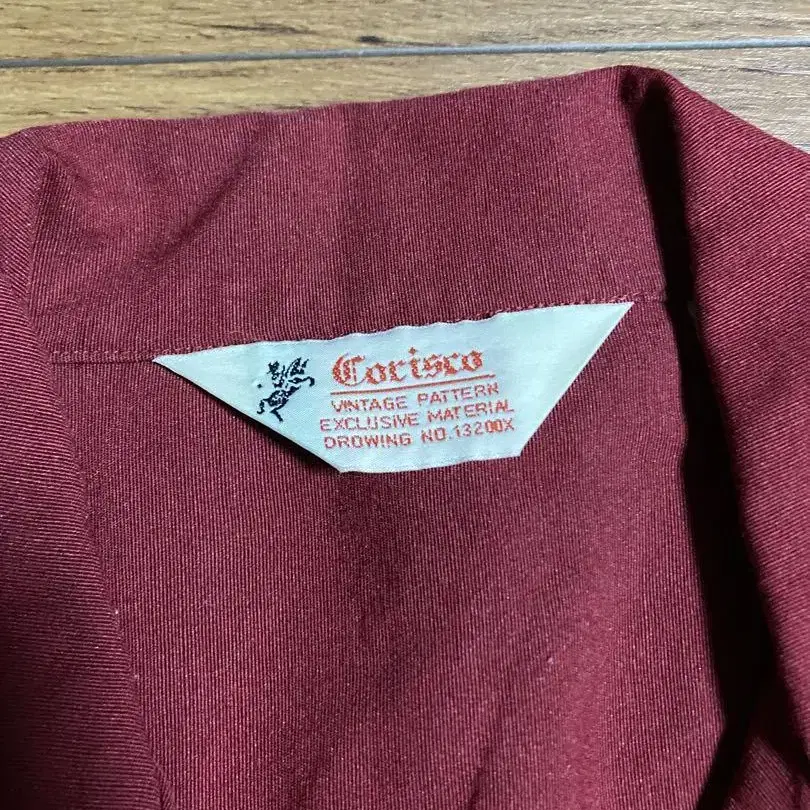 Corisco
VINTAGE PATTERN
EXCLUSIVE MATERIAL
DROWING NO.13200X